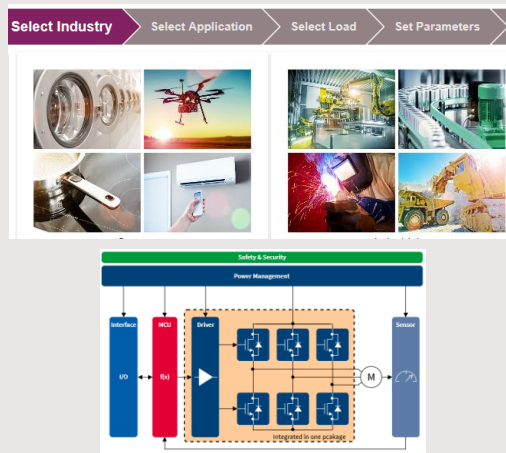 Select Industry
Select Application
Select Load
Set Parameters
Safety & Security
Power Management
Interface
MCU
Driver
Sensor
I/O
f(x)
M
Integrated in one pcakage